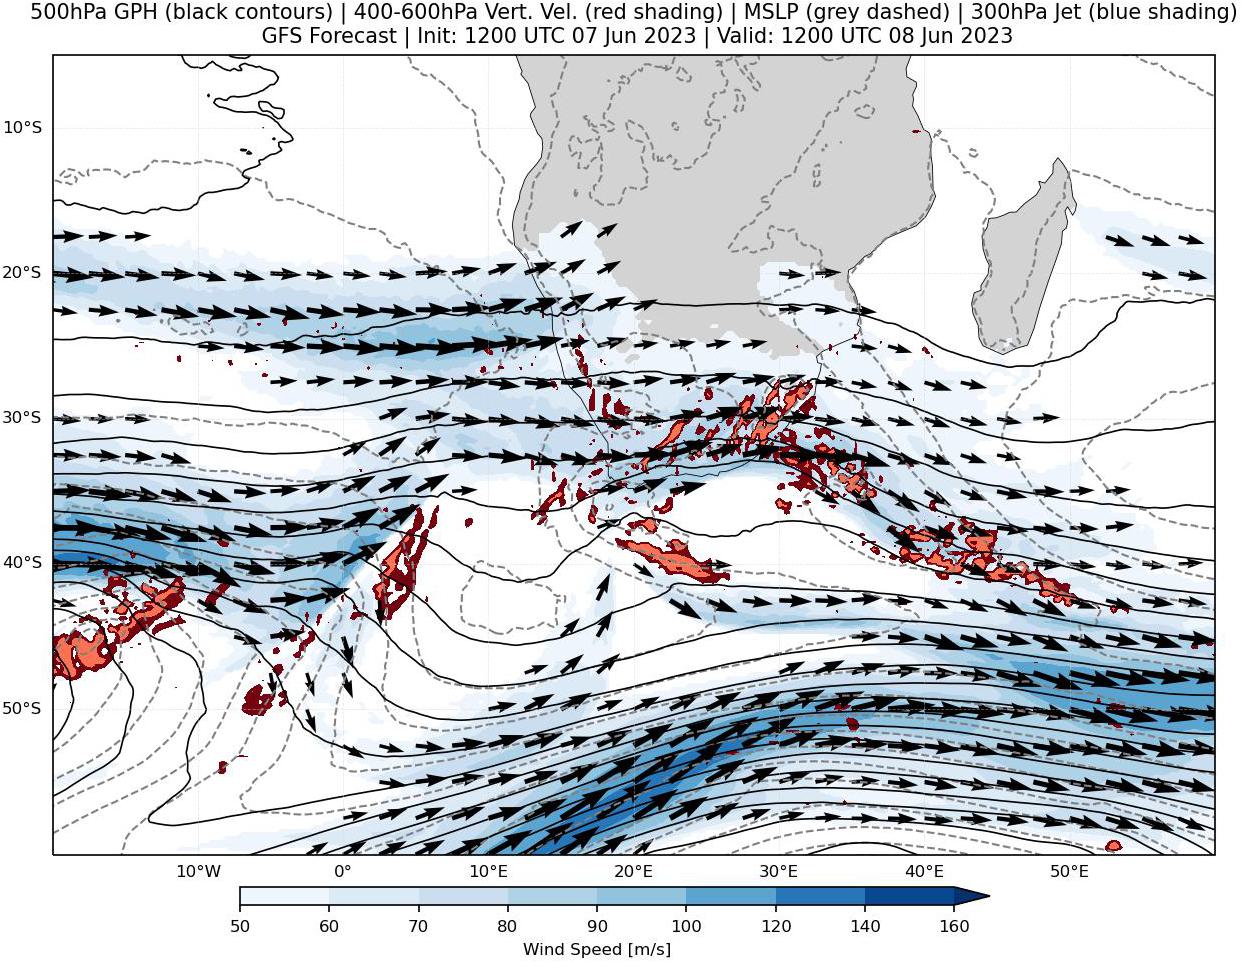 500hPa GPH (black contours) | 400-600hPa Vert. Vel. (red shading) | MSLP (grey dashed) | 300hPa Jet (blue shading)
GFS Forecast | Init: 1200 UTC 07 Jun 2023 | Valid: 1200 UTC 08 Jun 2023
10°S
20°S
30°S
40°S
50°S
10°W 0° 10°E 20°E 30°E 40°E 50°E
50 60 70 80 90 100 120 140 160
Wind Speed [m/s]